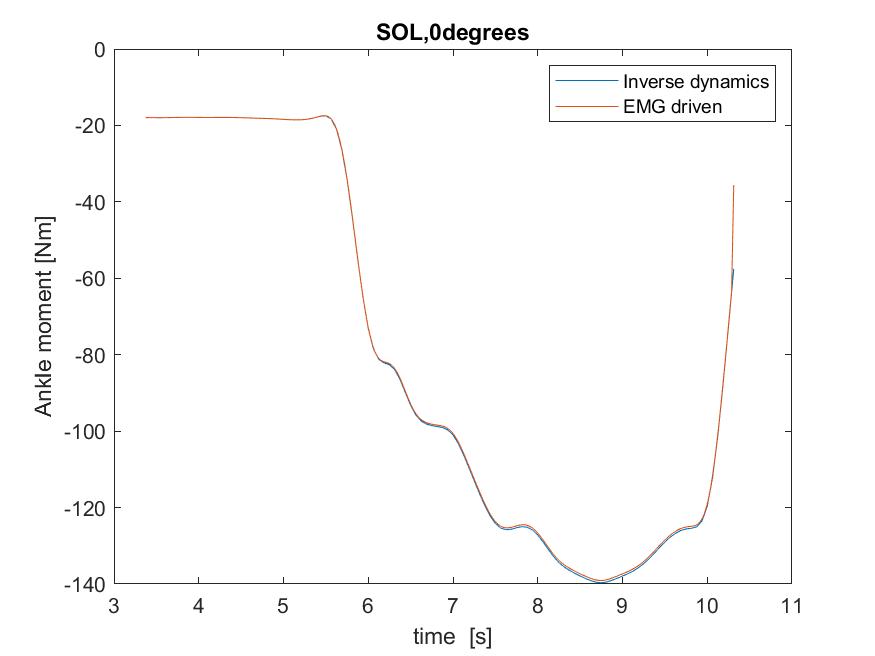 SOL,0degrees
Inverse dynamics
EMG driven
Ankle moment [Nm]
0
-20
-40
-60
-80
-100
-120
-140
3 4 5 6 7 8 9 10 11
time [s]